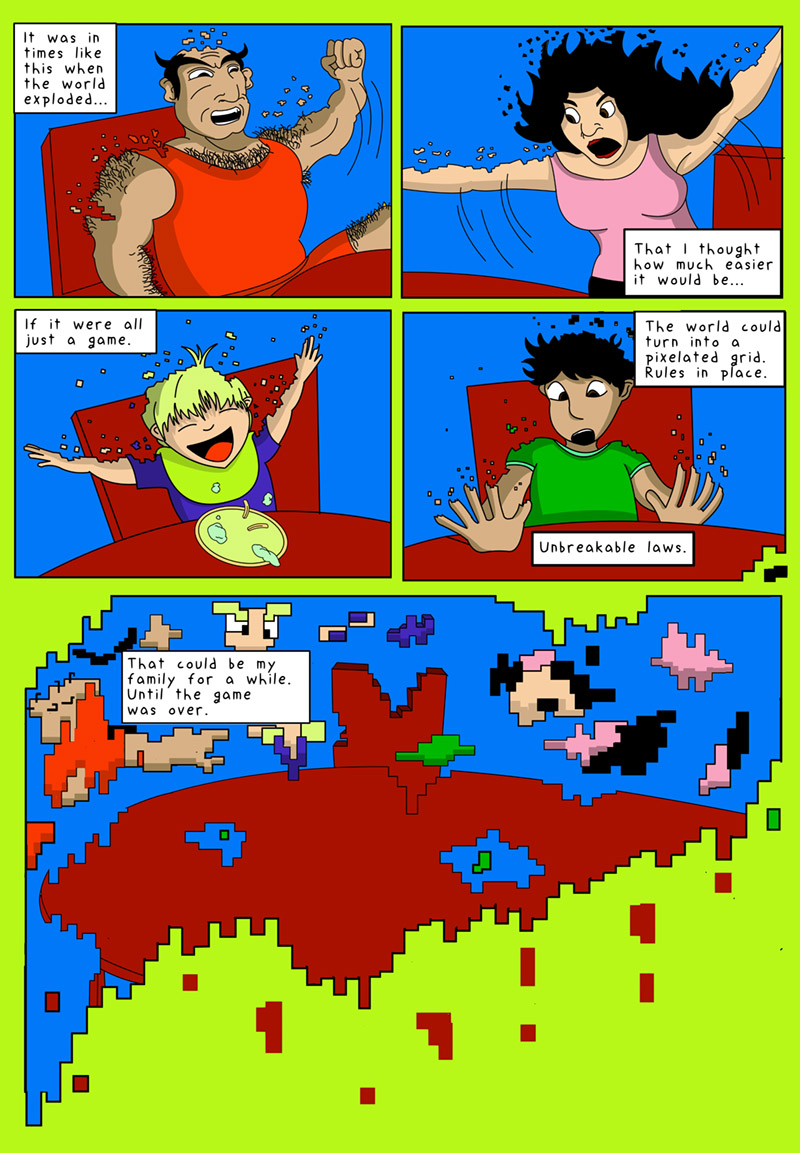 It was in
times like
this when
the world
exploded...
That I thought
how much easier
it would be...
If it were all
just a game.
The world could
turn into a
pixelated grid.
Rules in place.
Unbreakable laws.
That could be my
family for a while.
Until the game
was over.